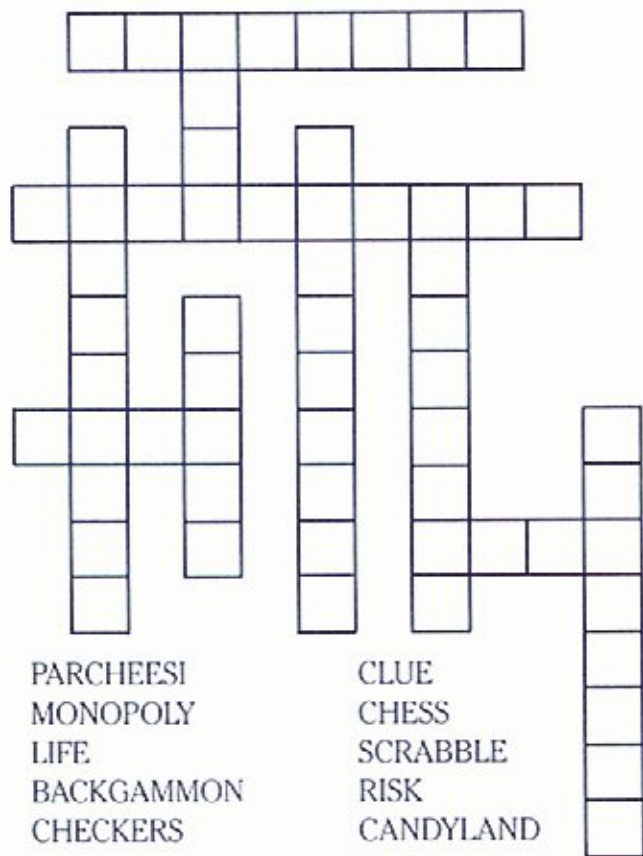 PARCHEESI
MONOPOLY
LIFE
BACKGAMMON
CHECKERS
CLUE
CHESS
SCRABBLE
RISK
CANDYLAND